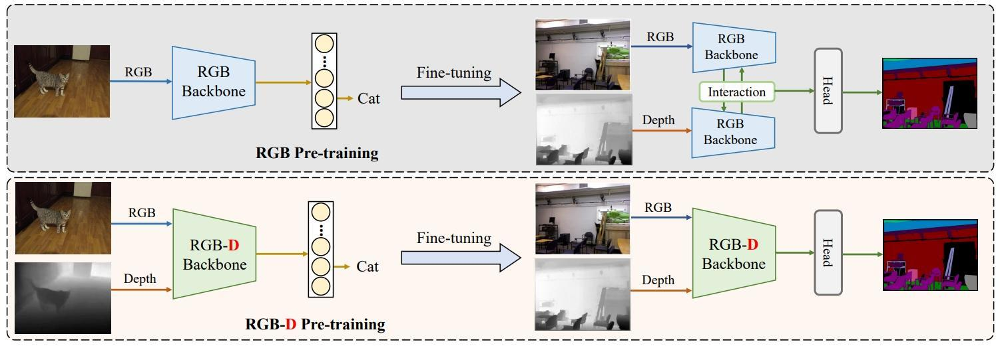 RGB
RGB
Backbone
Cat
RGB Pre-training
Fine-tuning
RGB
Depth
RGB
Backbone
Interaction
RGB
Backbone
Head
RGB
Depth
RGB-D
Backbone
Cat
RGB-D Pre-training
Fine-tuning
RGB
Depth
RGB-D
Backbone
Head